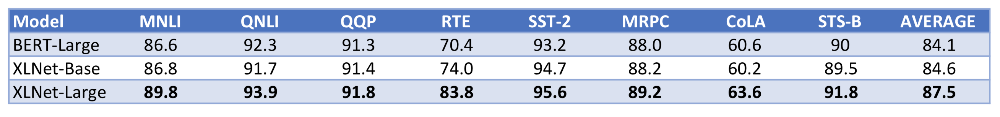 Model MNLI QNLI QQP RTE SST-2 MRPC CoLA STS-B AVERAGE
BERT-Large 86.6 92.3 91.3 70.4 93.2 88.0 60.6 90 84.1
XLNet-Base 86.8 91.7 91.4 74.0 94.7 88.2 60.2 89.5 84.6
XLNet-Large 89.8 93.9 91.8 83.8 95.6 89.2 63.6 91.8 87.5